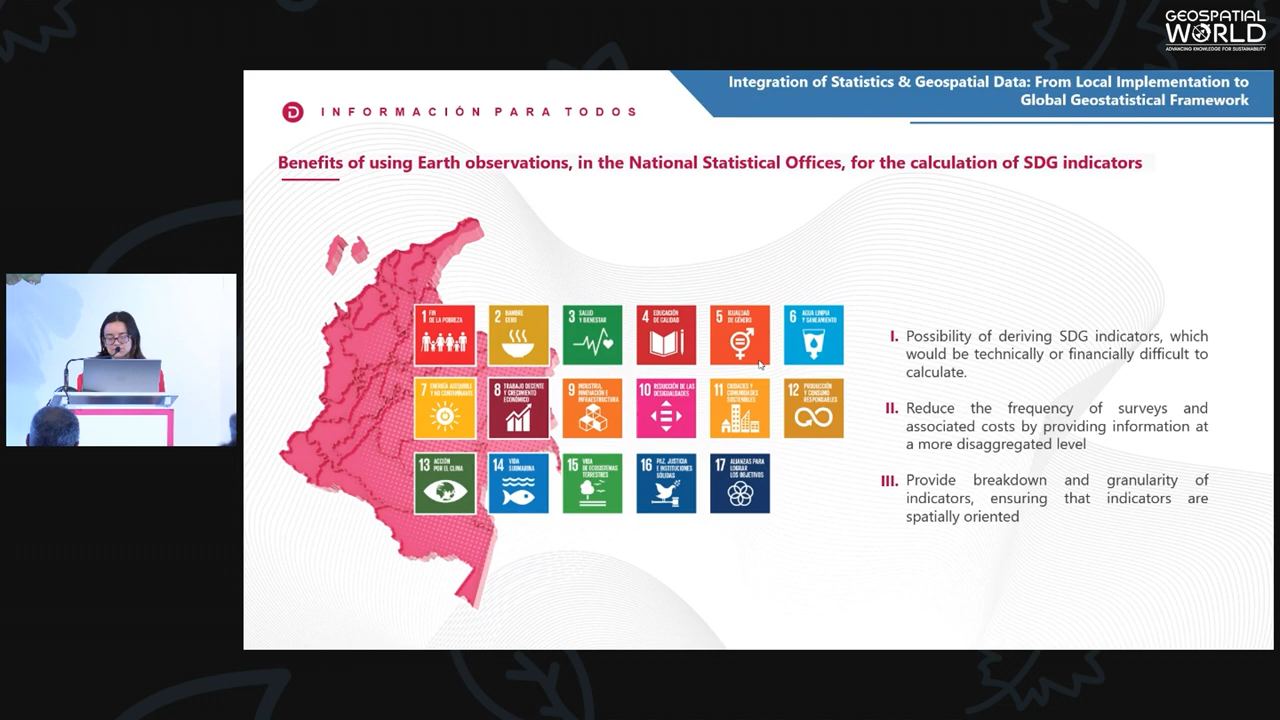 GEOSPATIAL
WORLD
ADVANCING KNOWLEDGE FOR SUSTAINABILITY
Integration of Statistics & Geospatial Data: From Local Implementation to
Global Geostatistical Framework
INFORMACIÓN PARA TODOS
Benefits of using Earth observations, in the National Statistical Offices, for the calculation of SDG indicators
1 FIN
DE LA POBREZA
2 HAMBRE
CERO
3 SALUD
Y BIENESTAR
4 EDUCACIÓN
DE CALIDAD
5 IGUALDAD
DE GÉNERO
6 AGUA LIMPIA
Y SANEAMIENTO
7 ENERGÍA ASEQUIBLE
Y NO CONTAMINANTE
8 TRABAJO DECENTE
Y CRECIMIENTO
ECONÓMICO
9 INDUSTRIA,
INNOVACIÓN E
INFRAESTRUCTURA
10 REDUCCIÓN DE LAS
DESIGUALDADES
11 CIUDADES Y
COMUNIDADES
SOSTENIBLES
12 PRODUCCIÓN
Y CONSUMO
RESPONSABLES
13 ACCIÓN
POR EL CLIMA
14 VIDA
SUBMARINA
15 VIDA
DE ECOSISTEMAS
TERRESTRES
16 PAZ, JUSTICIA
E INSTITUCIONES
SÓLIDAS
17 ALIANZAS PARA
LOGRAR
LOS OBJETIVOS
I. Possibility of deriving SDG indicators, which
would be technically or financially difficult to
calculate.
II. Reduce the frequency of surveys and
associated costs by providing information at
a more disaggregated level
III. Provide breakdown and granularity of
indicators, ensuring that indicators are
spatially oriented